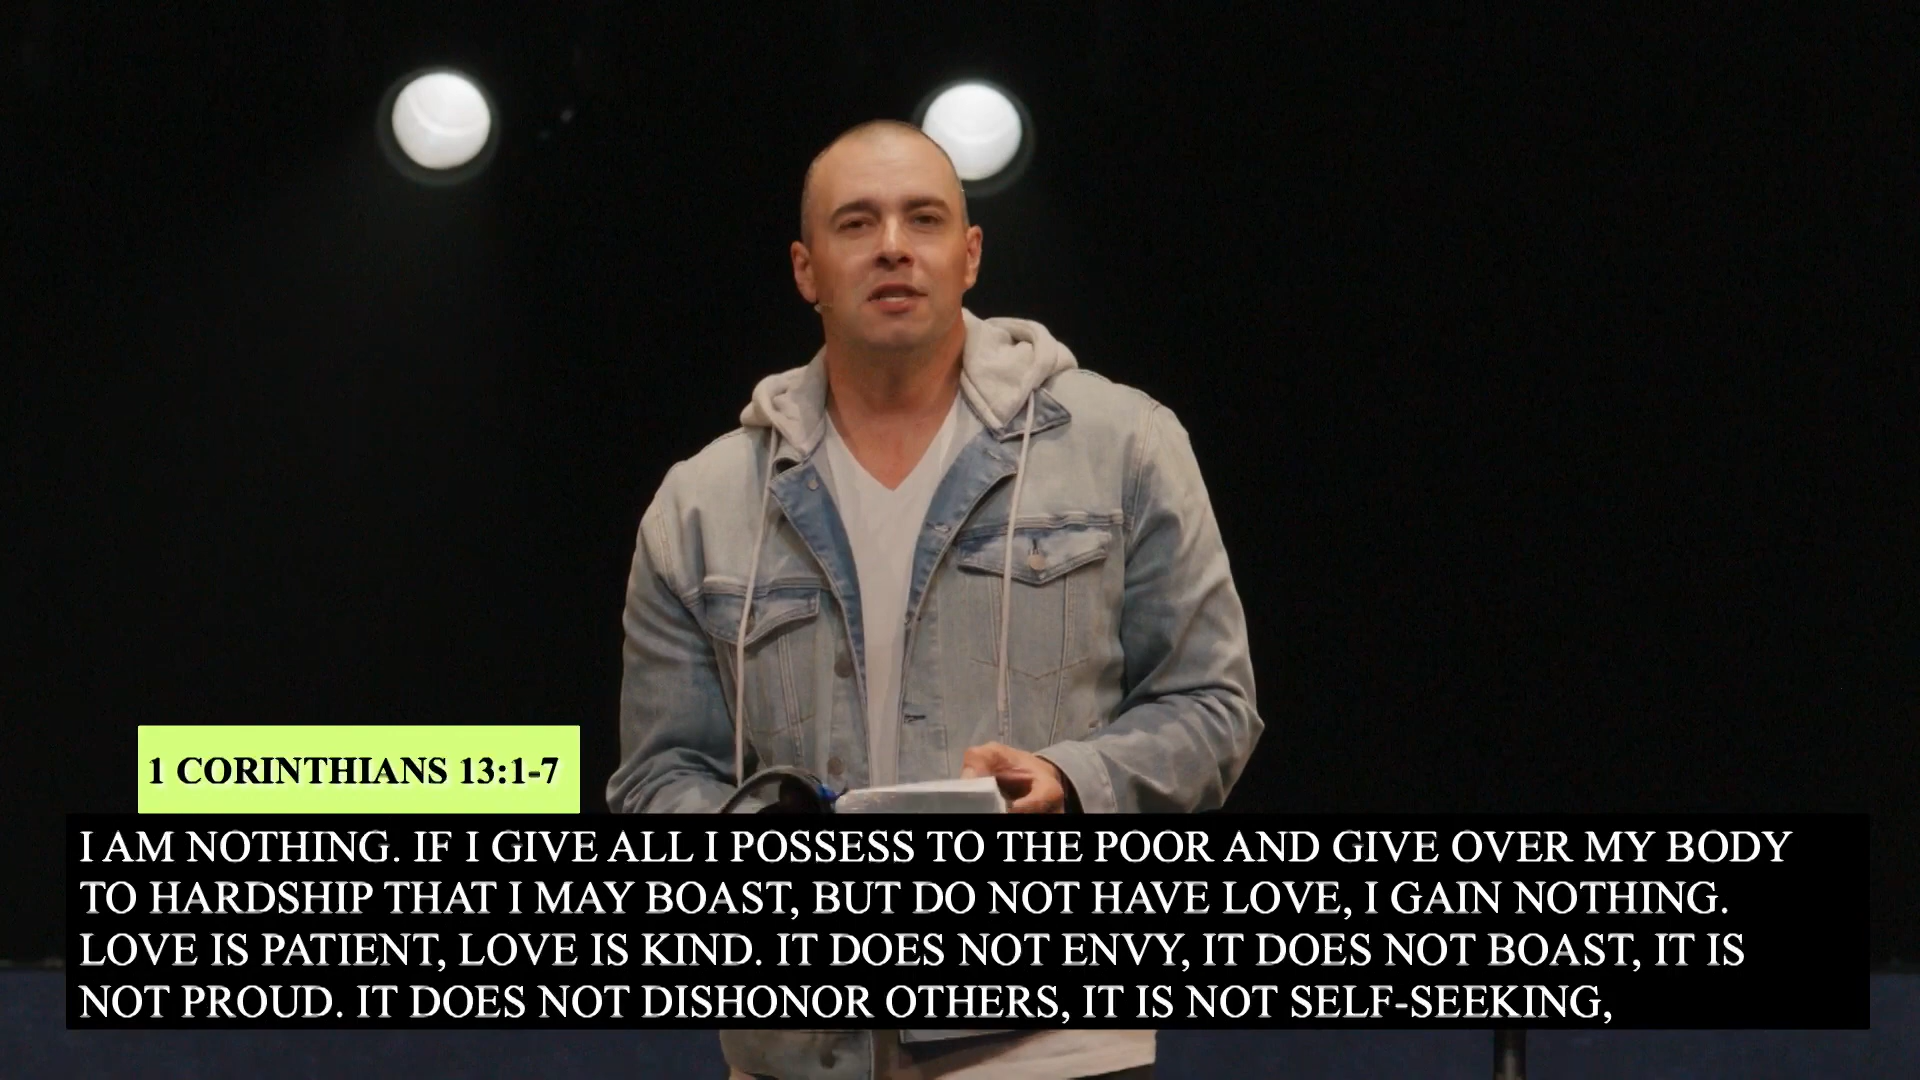 1 CORINTHIANS 13:1-7
I AM NOTHING. IF I GIVE ALL I POSSESS TO THE POOR AND GIVE OVER MY BODY
TO HARDSHIP THAT I MAY BOAST, BUT DO NOT HAVE LOVE, I GAIN NOTHING.
LOVE IS PATIENT, LOVE IS KIND. IT DOES NOT ENVY, IT DOES NOT BOAST, IT IS
NOT PROUD. IT DOES NOT DISHONOR OTHERS, IT IS NOT SELF-SEEKING,